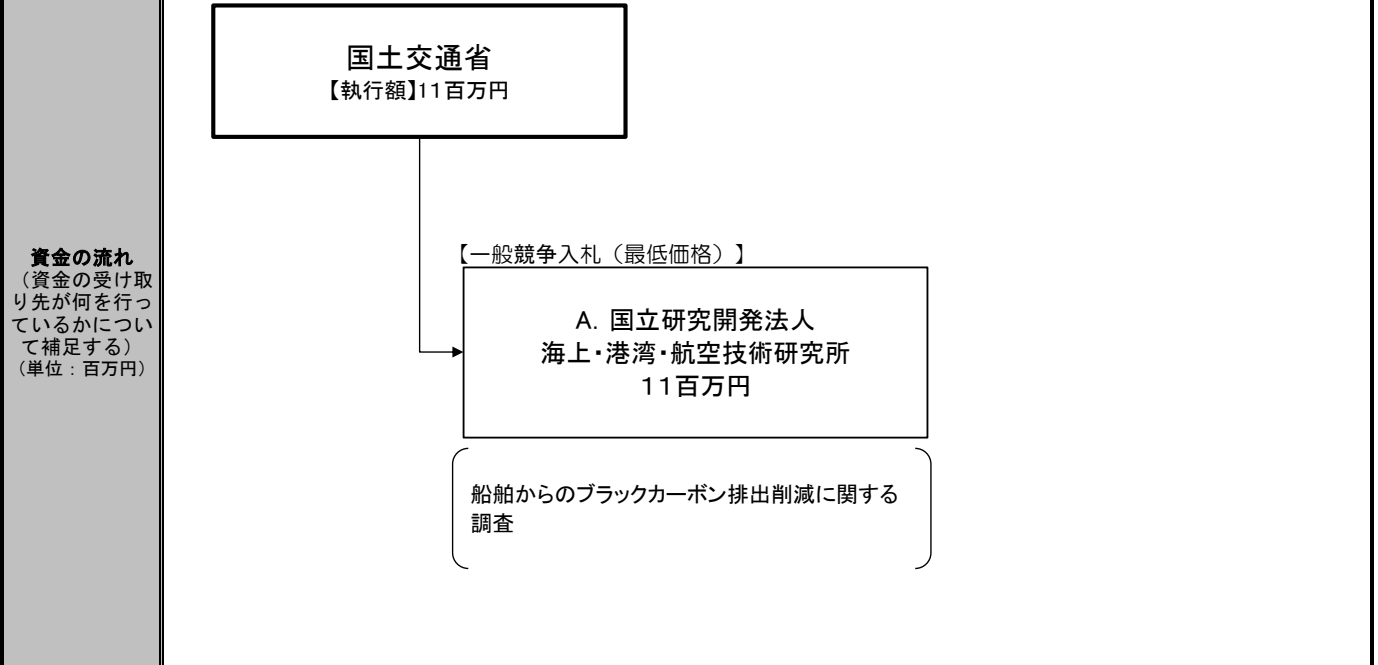 資金の流れ
（資金の受け取
り先が何を行っ
ているかについ
て補足する）
（単位：百万円）
国土交通省
【執行額】11百万円
【一般競争入札（最低価格）】
A. 国立研究開発法人
海上・港湾・航空技術研究所
11百万円
船舶からのブラックカーボン排出削減に関する
調査